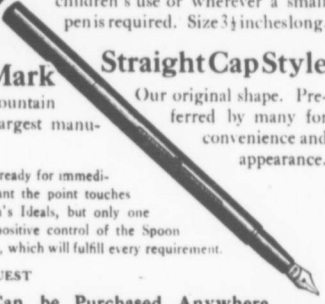 children's use or wherever a small
pen is required. Size 3½ inches long.
Straight Cap Style
Mark
Our original shape. Pre-
ferred by many for
convenience and
appearance.
ountain
argest manu-
ready for immedi-
ant the point touches
n's Ideals, but only one
positive control of the Spoon
, which will fulfill every requirement.
UEST
Can be Purchased Anywhere